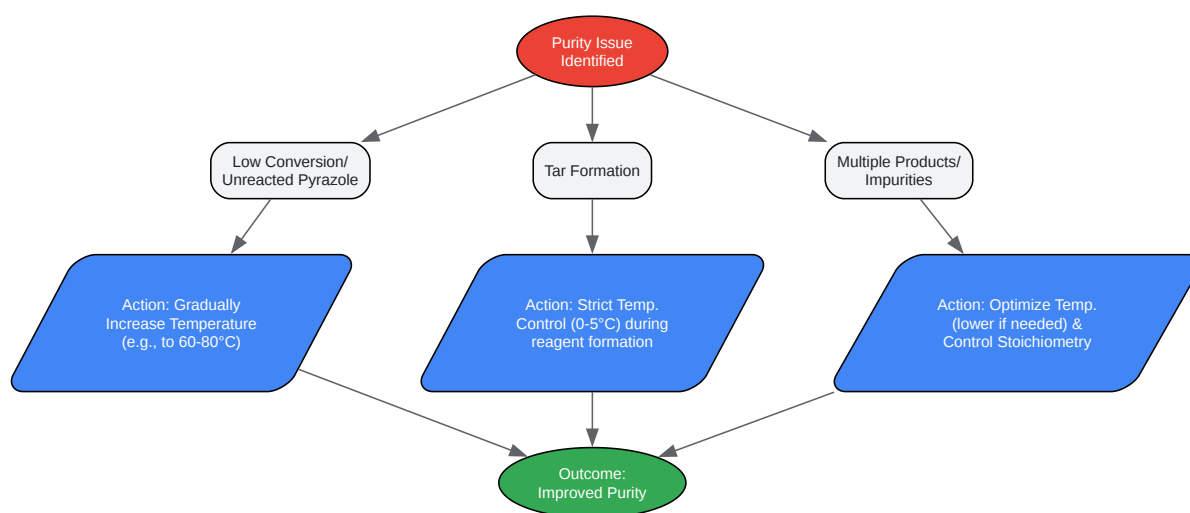 Purity Issue
Identified
Low Conversion/
Unreacted Pyrazole
Tar Formation
Multiple Products/
Impurities
Action: Gradually
Increase Temperature
(e.g., to 60-80°C)
Action: Strict Temp.
Control (0-5°C) during
reagent formation
Action: Optimize Temp.
(lower if needed) &
Control Stoichiometry
Outcome:
Improved Purity